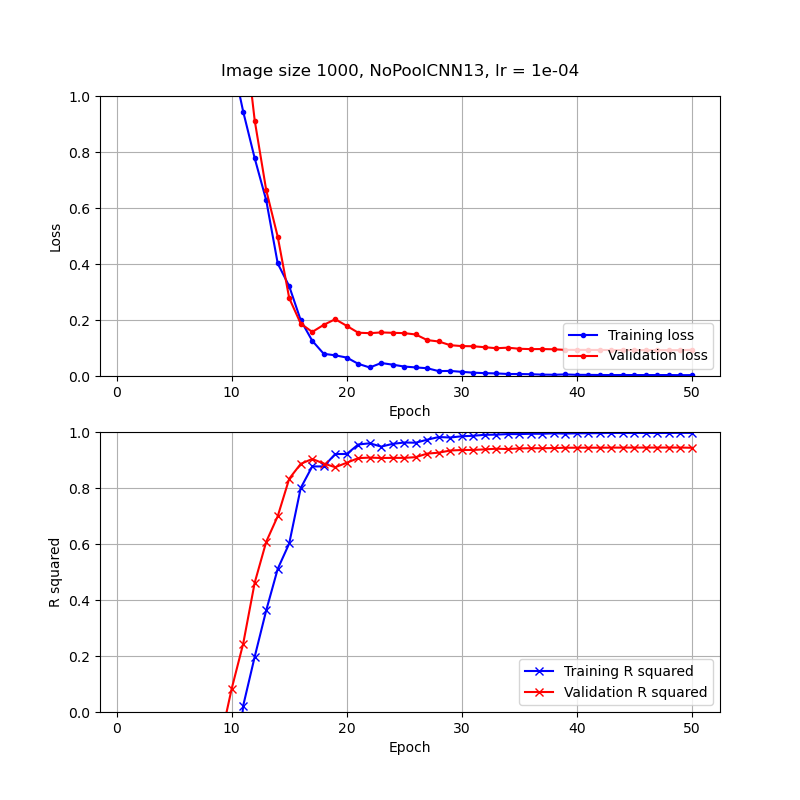 Image size 1000, NoPoolCNN13, lr = 1e-04
1.0
0.8
0.6
0.4
0.2
0.0
Loss
Training loss
Validation loss
0 10 20 30 40 50
Epoch
1.0
0.8
0.6
0.4
0.2
0.0
R squared
Training R squared
Validation R squared
0 10 20 30 40 50
Epoch